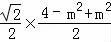 √2/2 × (4 − m² + m²)/2